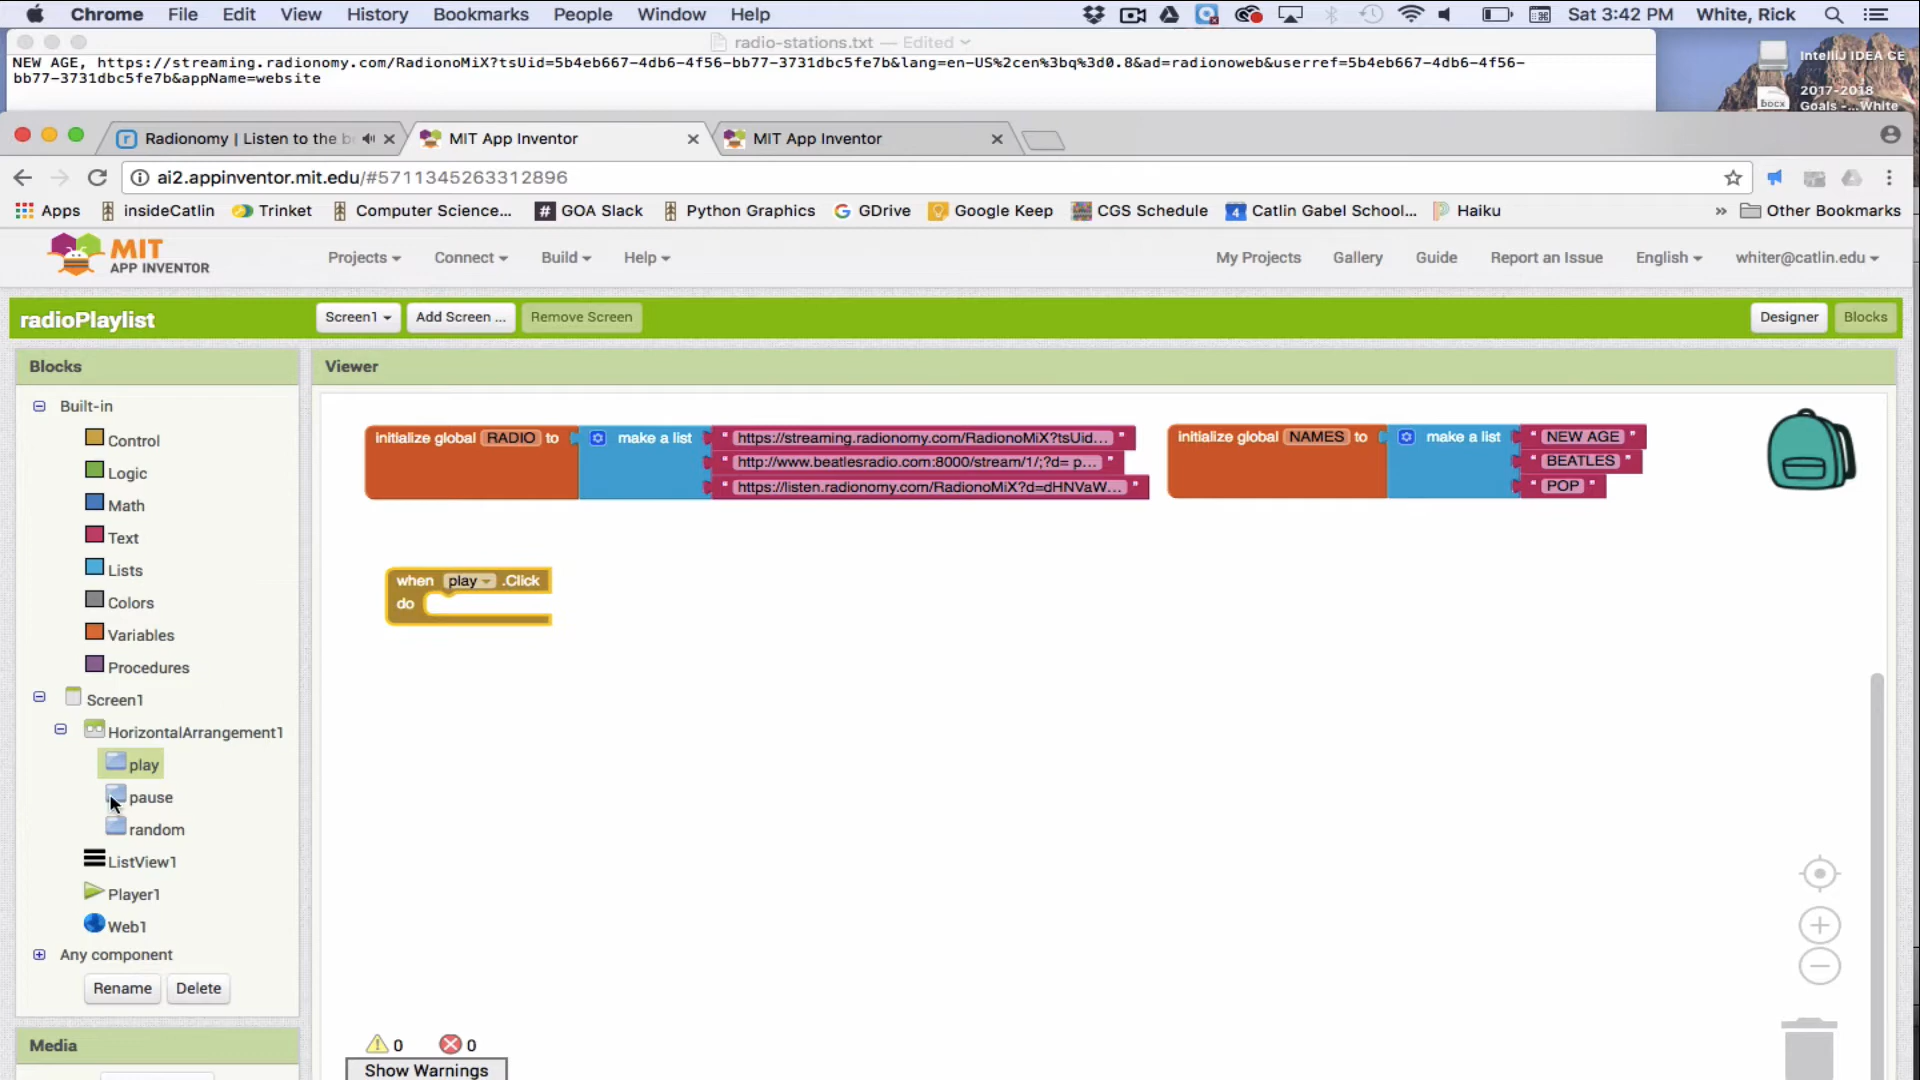 Chrome File Edit View History Bookmarks People Window Help Sat 3:42 PM White, Rick
radio-stations.txt — Edited
NEW AGE, https://streaming.radionomy.com/RadionoMiX?tsUid=5b4eb667-4db6-4f56-bb77-3731dbc5fe7b&lang=en-US%2cen%3bq%3d0.8&ad=radionoweb&userref=5b4eb667-4db6-4f56-
bb77-3731dbc5fe7b&appName=website
IntelliJ IDEA CE
2017-2018
docx Goals -...White
Radionomy | Listen to the b MIT App Inventor MIT App Inventor
ai2.appinventor.mit.edu/#5711345263312896
Apps insideCatlin Trinket Computer Science... # GOA Slack Python Graphics GDrive Google Keep CGS Schedule 4 Catlin Gabel School... Haiku » Other Bookmarks
MIT
APP INVENTOR
Projects Connect Build Help My Projects Gallery Guide Report an Issue English whiter@catlin.edu
radioPlaylist Screen1 Add Screen ... Remove Screen Designer Blocks
Blocks Viewer
Built-in
Control
Logic
Math
Text
Lists
Colors
Variables
Procedures
Screen1
HorizontalArrangement1
play
pause
random
ListView1
Player1
Web1
Any component
Rename Delete
Media
initialize global RADIO to make a list " https://streaming.radionomy.com/RadionoMiX?tsUid... "
" http://www.beatlesradio.com:8000/stream/1/;?d= p... "
" https://listen.radionomy.com/RadionoMiX?d=dHNVaW... "
initialize global NAMES to make a list " NEW AGE "
" BEATLES "
" POP "
when play .Click
do
0 0
Show Warnings